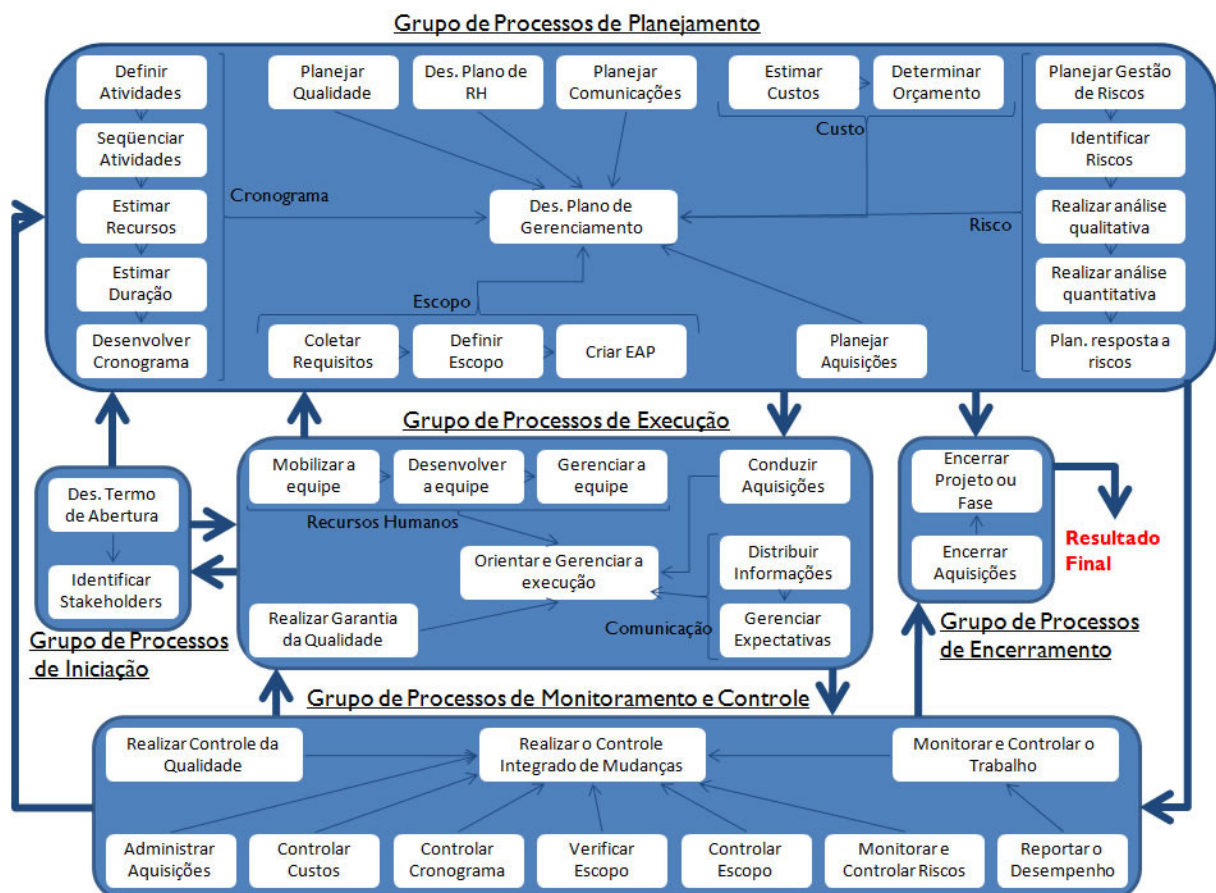 Grupo de Processos de Planejamento
Definir
Atividades
Seqüenciar
Atividades
Estimar
Recursos
Estimar
Duração
Desenvolver
Cronograma
Cronograma
Planejar
Qualidade
Des. Plano de
RH
Planejar
Comunicações
Estimar
Custos
Determinar
Orçamento
Custo
Planejar Gestão
de Riscos
Identificar
Riscos
Realizar análise
qualitativa
Realizar análise
quantitativa
Plan. resposta a
riscos
Risco
Des. Plano de
Gerenciamento
Escopo
Coletar
Requisitos
Definir
Escopo
Criar EAP
Planejar
Aquisições
Grupo de Processos de Execução
Mobilizar a
equipe
Desenvolver
a equipe
Gerenciar a
equipe
Recursos Humanos
Conduzir
Aquisições
Orientar e Gerenciar a
execução
Distribuir
Informações
Gerenciar
Expectativas
Comunicação
Realizar Garantia
da Qualidade
Des. Termo
de Abertura
Identificar
Stakeholders
Grupo de Processos
de Iniciação
Encerrar
Projeto ou
Fase
Encerrar
Aquisições
Resultado
Final
Grupo de Processos
de Encerramento
Grupo de Processos de Monitoramento e Controle
Realizar Controle da
Qualidade
Realizar o Controle
Integrado de Mudanças
Monitorar e Controlar o
Trabalho
Administrar
Aquisições
Controlar
Custos
Controlar
Cronograma
Verificar
Escopo
Controlar
Escopo
Monitorar e
Controlar Riscos
Reportar o
Desempenho